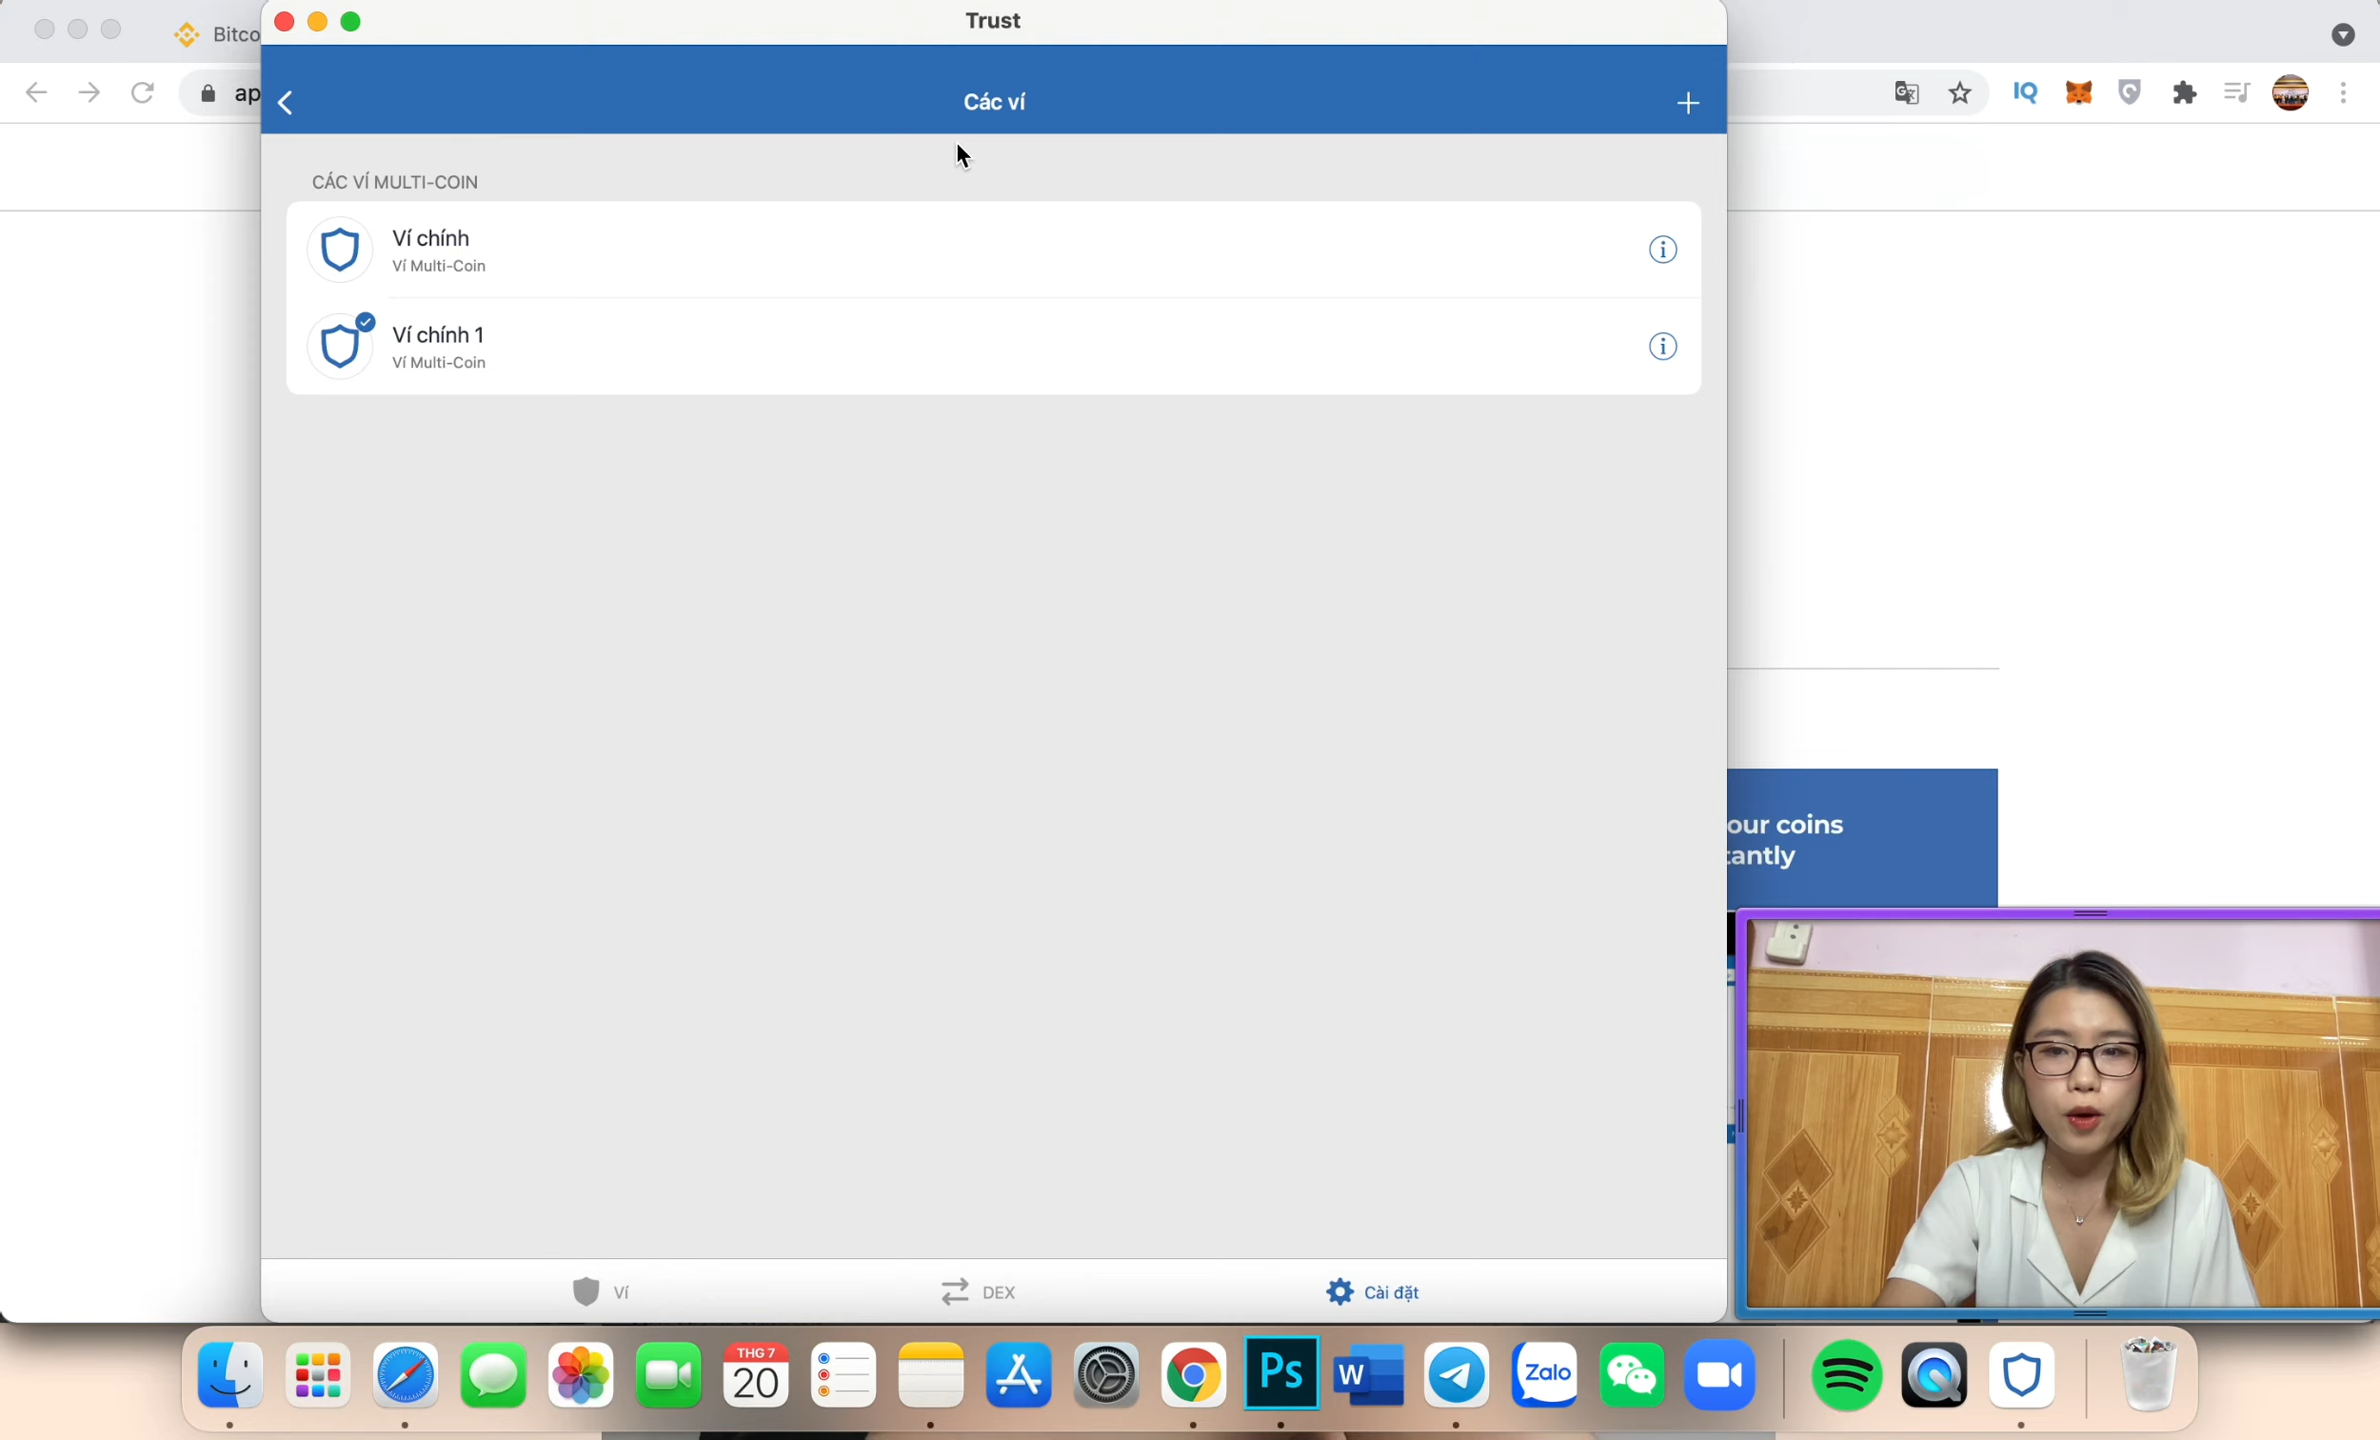 Bitco
Trust
ap
Các ví
CÁC VÍ MULTI-COIN
Ví chính
Ví Multi-Coin
Ví chính 1
Ví Multi-Coin
our coins
tantly
Ví
DEX
Cài đặt
IQ
THG 7
20
Ps
W
Zalo